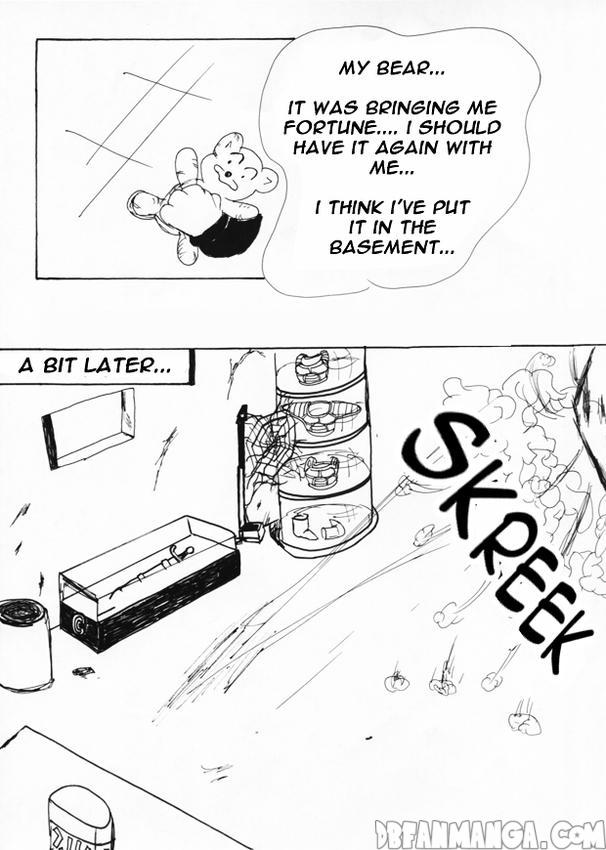 MY BEAR...
IT WAS BRINGING ME
FORTUNE.... I SHOULD
HAVE IT AGAIN WITH
ME...
I THINK I'VE PUT
IT IN THE
BASEMENT...
A BIT LATER...
SKREEK
C
DBFANMANGA.COM